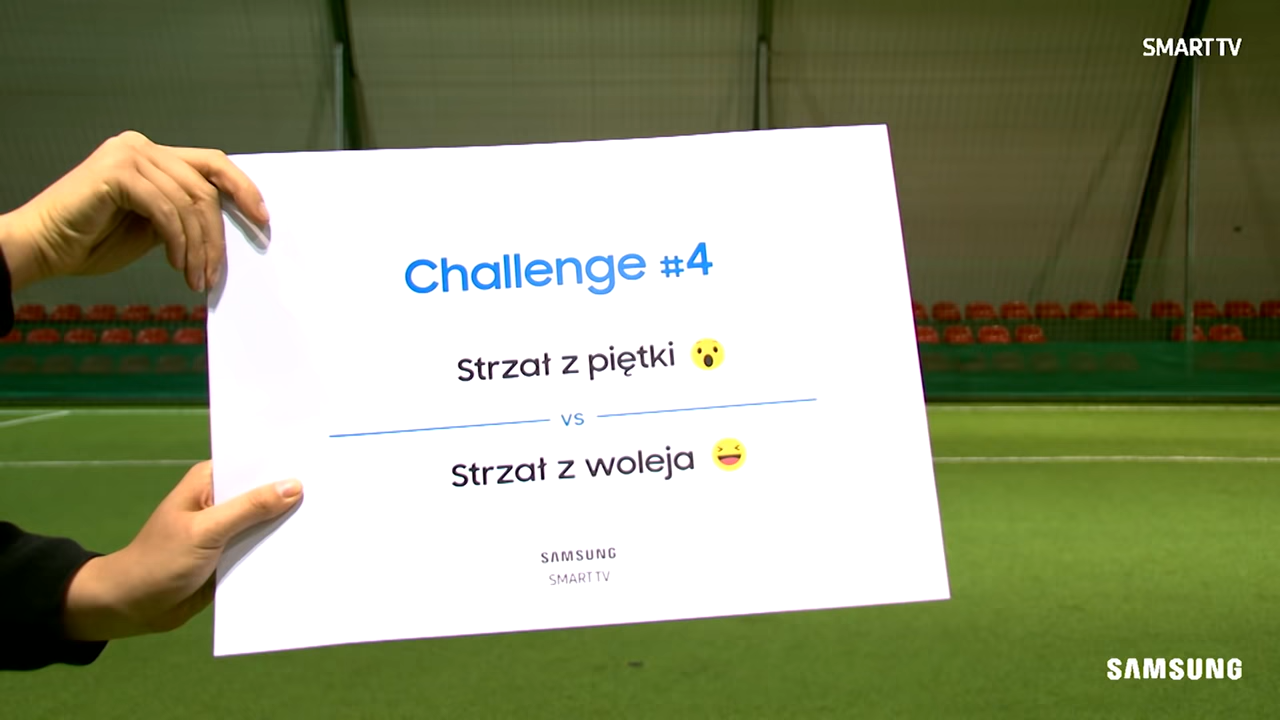 SMART TV
Challenge #4
Strzał z piętki 😮
vs
Strzał z woleja 😆
SAMSUNG
SMART TV
SAMSUNG